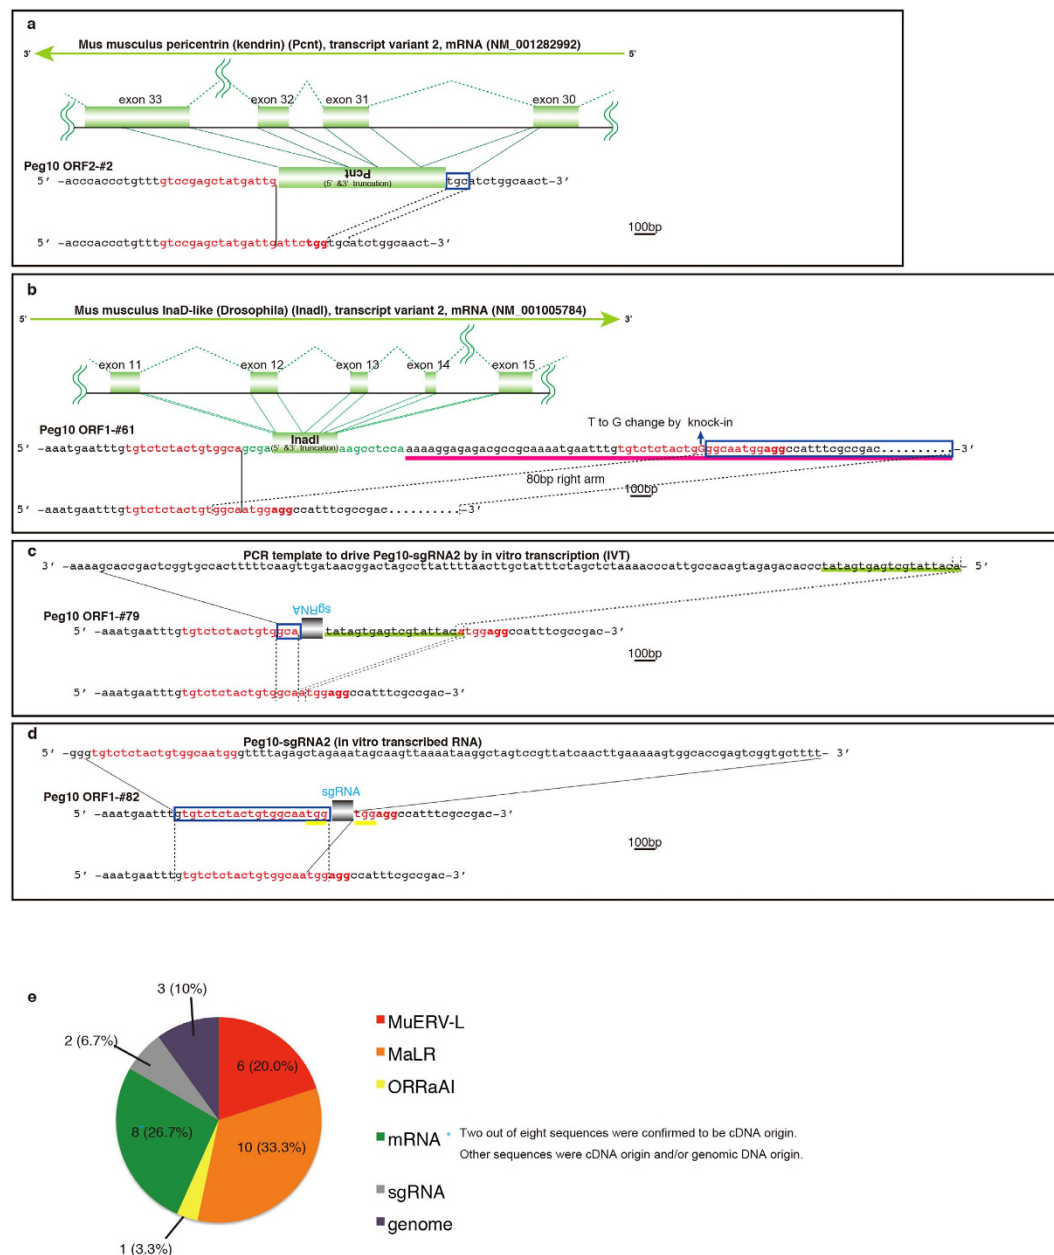 a
Mus musculus pericentrin (kendrin) (Pcnt), transcript variant 2, mRNA (NM_001282992)
3' 5'
exon 33 exon 32 exon 31 exon 30
Peg10 ORF2-#2
Pcnt
(5' &3' truncation)
5' -acccaccctgtttgtccgagctatgattg tgcatctggcaact-3'
100bp
5' -acccaccctgtttgtccgagctatgattgattctggtgcatctggcaact-3'
b
Mus musculus InaD-like (Drosophila) (Inadl), transcript variant 2, mRNA (NM_001005784)
5' 3'
exon 11 exon 12 exon 13 exon 14 exon 15
T to G change by knock-in
Peg10 ORF1-#61
Inadl
5' -aaatgaatttgtgtctctactgtggcagcga(5' &3' truncation)aaagcctccaaaaaggagagacgccgcaaaatgaatttgtgtctctactgGggcaatggaggccatttcgccgac..........-3'
80bp right arm
100bp
5' -aaatgaatttgtgtctctactgtggcaatggaggccatttcgccgac..........-3'
c
PCR template to drive Peg10-sgRNA2 by in vitro transcription (IVT)
3' -aaaagcaccgactcggtgccactttttcaagttgataacggactagccttattttaacttgctatttctagctctaaaacccattgccacagtagagacaccctatagtgagtcgtattaca- 5'
sgRNA
Peg10 ORF1-#79
5' -aaatgaatttgtgtctctactgtggca tatagtgagtcgtattacatggaggccatttcgccgac-3'
100bp
5' -aaatgaatttgtgtctctactgtggcaatggaggccatttcgccgac-3'
d
Peg10-sgRNA2 (in vitro transcribed RNA)
5' -gggtgtctctactgtggcaatgggttttagagctagaaatagcaagttaaaataaggctagtccgttatcaacttgaaaaagtggcaccgagtcggtgctttt- 3'
sgRNA
Peg10 ORF1-#82
5' -aaatgaatttgtgtctctactgtggcaatgg tggaggccatttcgccgac-3'
100bp
5' -aaatgaatttgtgtctctactgtggcaatggaggccatttcgccgac-3'
e
3 (10%)
2 (6.7%)
6 (20.0%)
8*(26.7%)
10 (33.3%)
1 (3.3%)
MuERV-L
MaLR
ORRaAI
mRNA * Two out of eight sequences were confirmed to be cDNA origin.
Other sequences were cDNA origin and/or genomic DNA origin.
sgRNA
genome